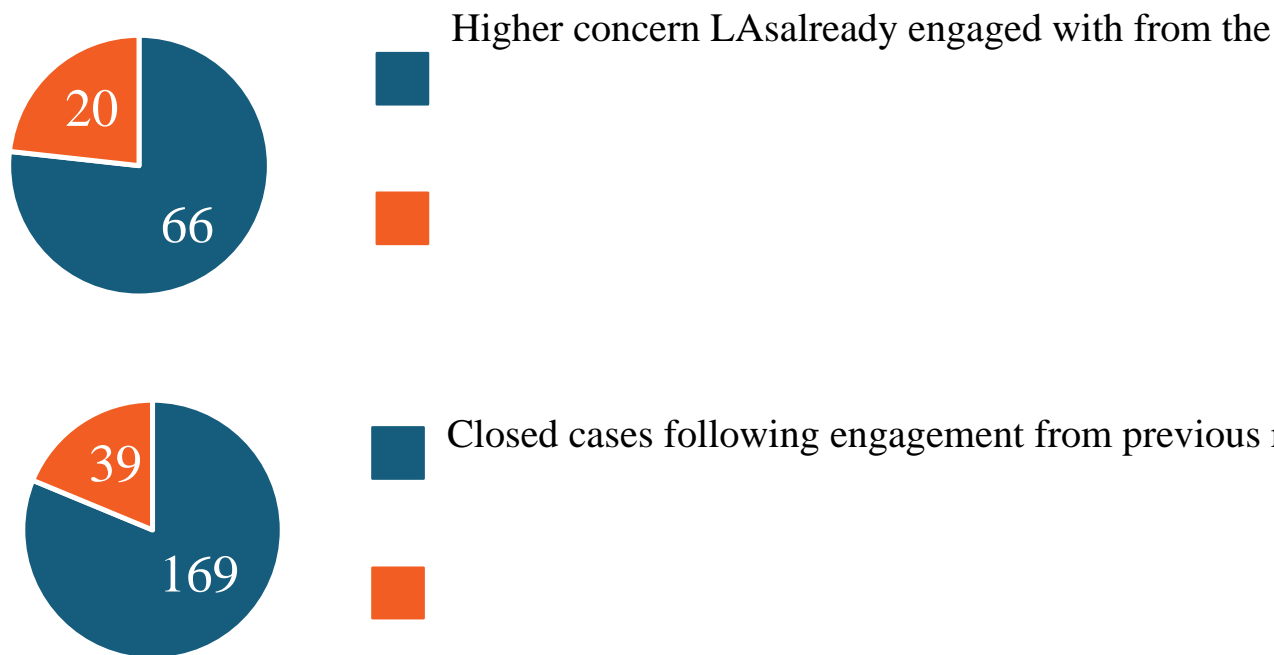 Higher concern LAsalready engaged with from the
20
66
Closed cases following engagement from previous
39
169